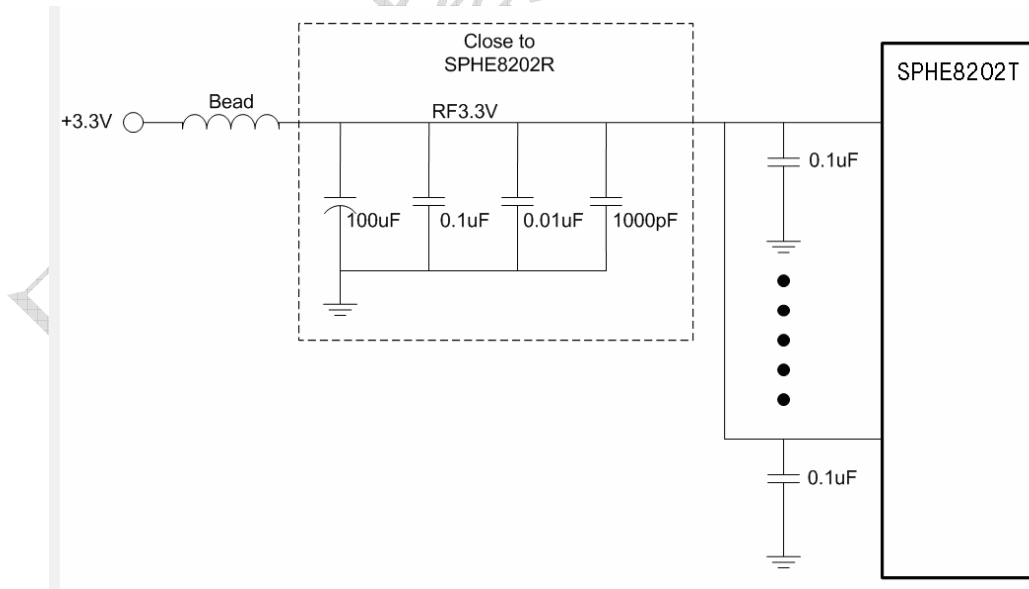 Close to
SPHE8202R
SPHE8202T
Bead
+3.3V
RF3.3V
0.1uF
100uF
0.1uF
0.01uF
1000pF
0.1uF